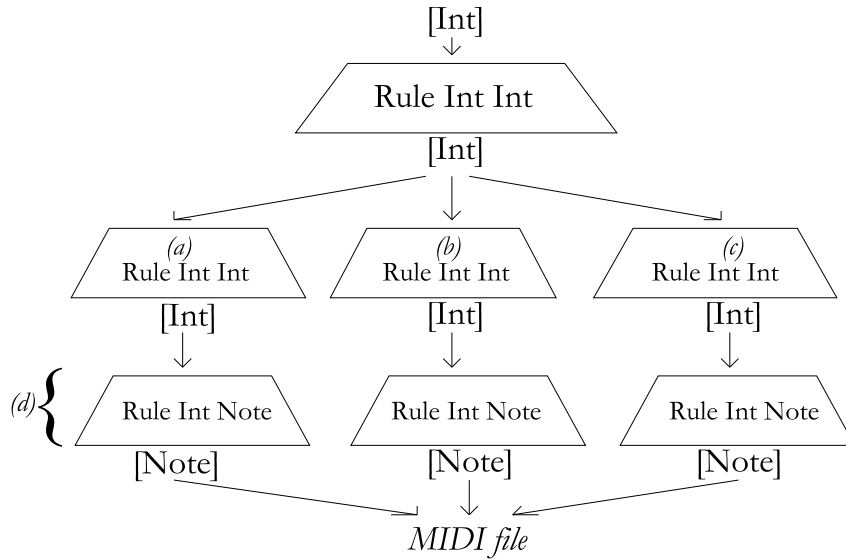 [Int]
Rule Int Int
[Int]
(a) (b) (c)
Rule Int Int Rule Int Int Rule Int Int
[Int] [Int] [Int]
(d) { Rule Int Note Rule Int Note Rule Int Note
[Note] [Note] [Note]
MIDI file